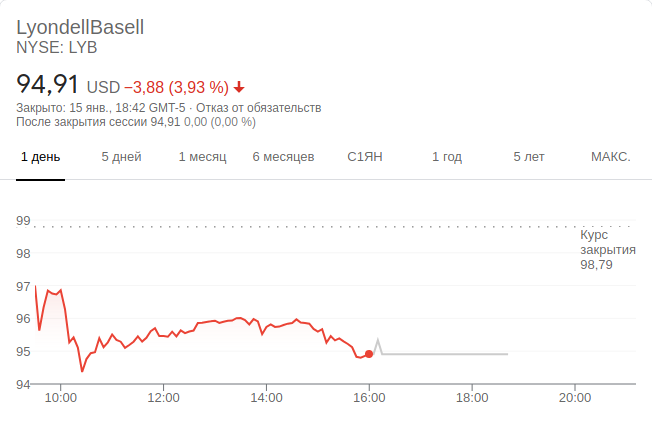 LyondellBasell
NYSE: LYB
94,91 USD −3,88 (3,93 %)
Закрыто: 15 янв., 18:42 GMT-5 · Отказ от обязательств
После закрытия сессии 94,91 0,00 (0,00 %)
1 день 5 дней 1 месяц 6 месяцев С1ЯН 1 год 5 лет МАКС.
99
Курс
закрытия
98,79
98
97
96
95
94
10:00 12:00 14:00 16:00 18:00 20:00